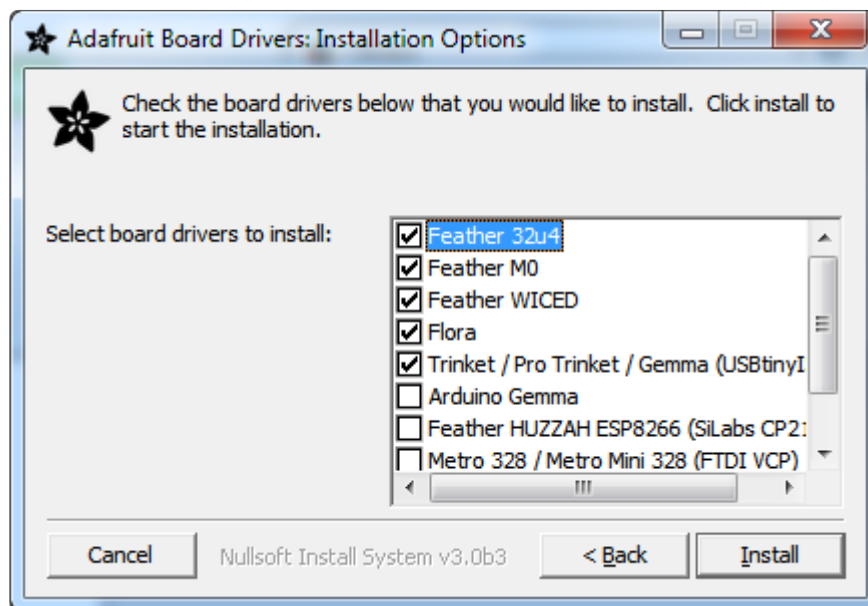 Adafruit Board Drivers: Installation Options
Check the board drivers below that you would like to install. Click install to
start the installation.
Select board drivers to install:
Feather 32u4
Feather M0
Feather WICED
Flora
Trinket / Pro Trinket / Gemma (USBtinyI
Arduino Gemma
Feather HUZZAH ESP8266 (SiLabs CP21
Metro 328 / Metro Mini 328 (FTDI VCP)
Cancel
Nullsoft Install System v3.0b3
< Back
Install